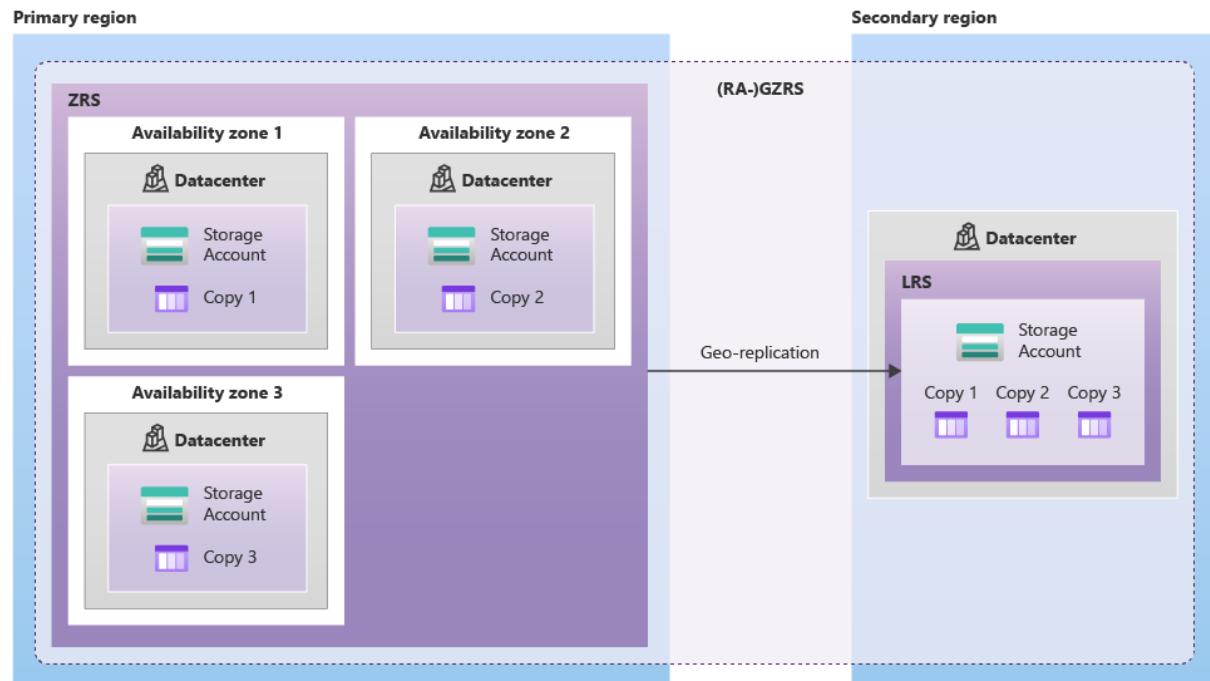 Primary region
Secondary region
(RA-)GZRS
ZRS
Availability zone 1
Datacenter
Storage
Account
Copy 1
Availability zone 2
Datacenter
Storage
Account
Copy 2
Availability zone 3
Datacenter
Storage
Account
Copy 3
Geo-replication
Datacenter
LRS
Storage
Account
Copy 1 Copy 2 Copy 3